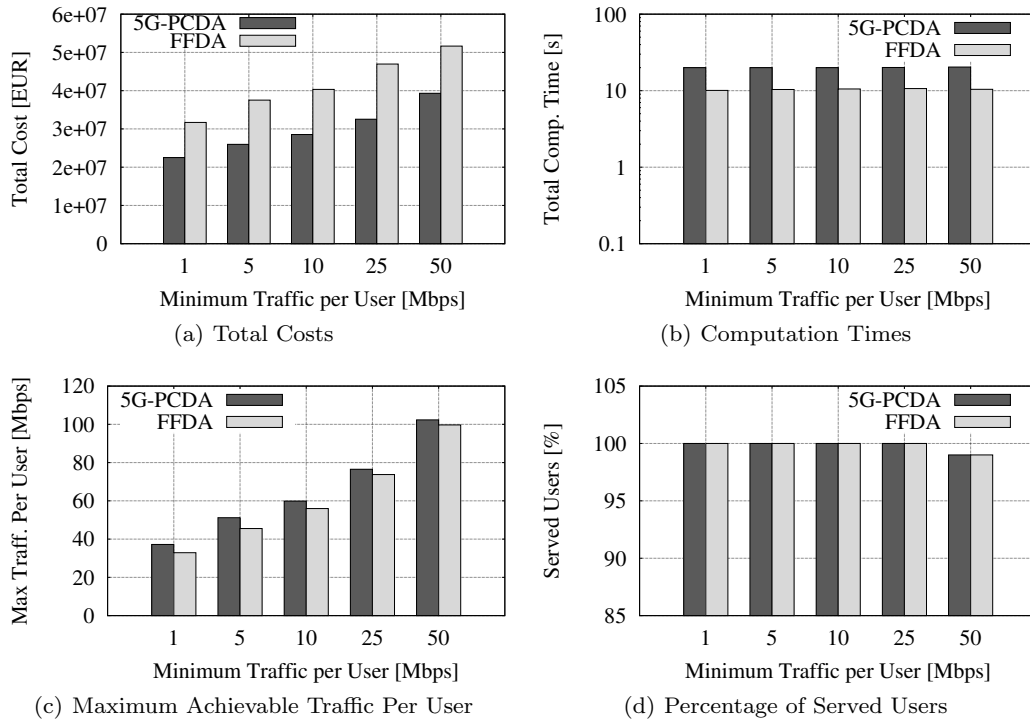 6e+07
5e+07
4e+07
3e+07
2e+07
1e+07
0
Total Cost [EUR]
5G-PCDA
FFDA
1 5 10 25 50
Minimum Traffic per User [Mbps]
(a) Total Costs
100
10
1
0.1
Total Comp. Time [s]
5G-PCDA
FFDA
1 5 10 25 50
Minimum Traffic per User [Mbps]
(b) Computation Times
120
100
80
60
40
20
0
Max Traff. Per User [Mbps]
5G-PCDA
FFDA
1 5 10 25 50
Minimum Traffic per User [Mbps]
(c) Maximum Achievable Traffic Per User
105
100
95
90
85
Served Users [%]
5G-PCDA
FFDA
1 5 10 25 50
Minimum Traffic per User [Mbps]
(d) Percentage of Served Users